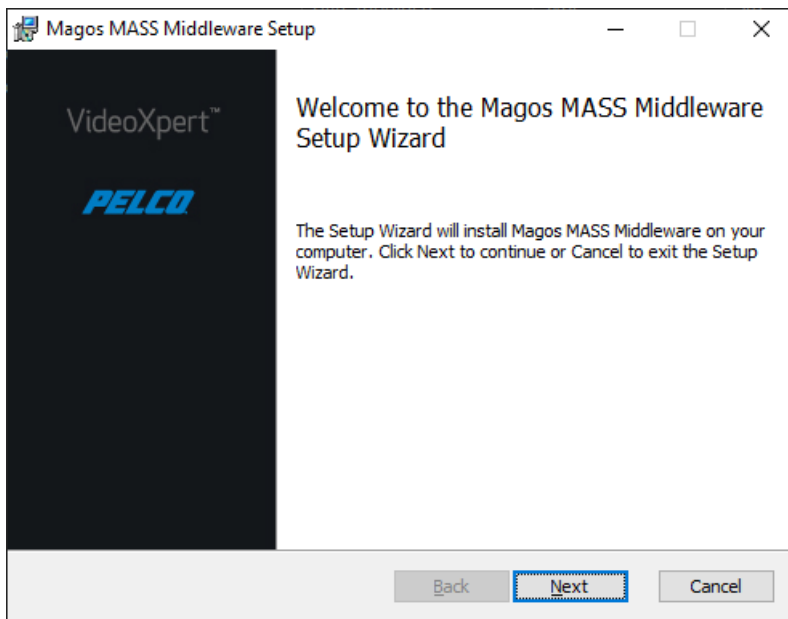 Magos MASS Middleware Setup
VideoXpert™
PELCO
Welcome to the Magos MASS Middleware
Setup Wizard
The Setup Wizard will install Magos MASS Middleware on your
computer. Click Next to continue or Cancel to exit the Setup
Wizard.
Back Next Cancel